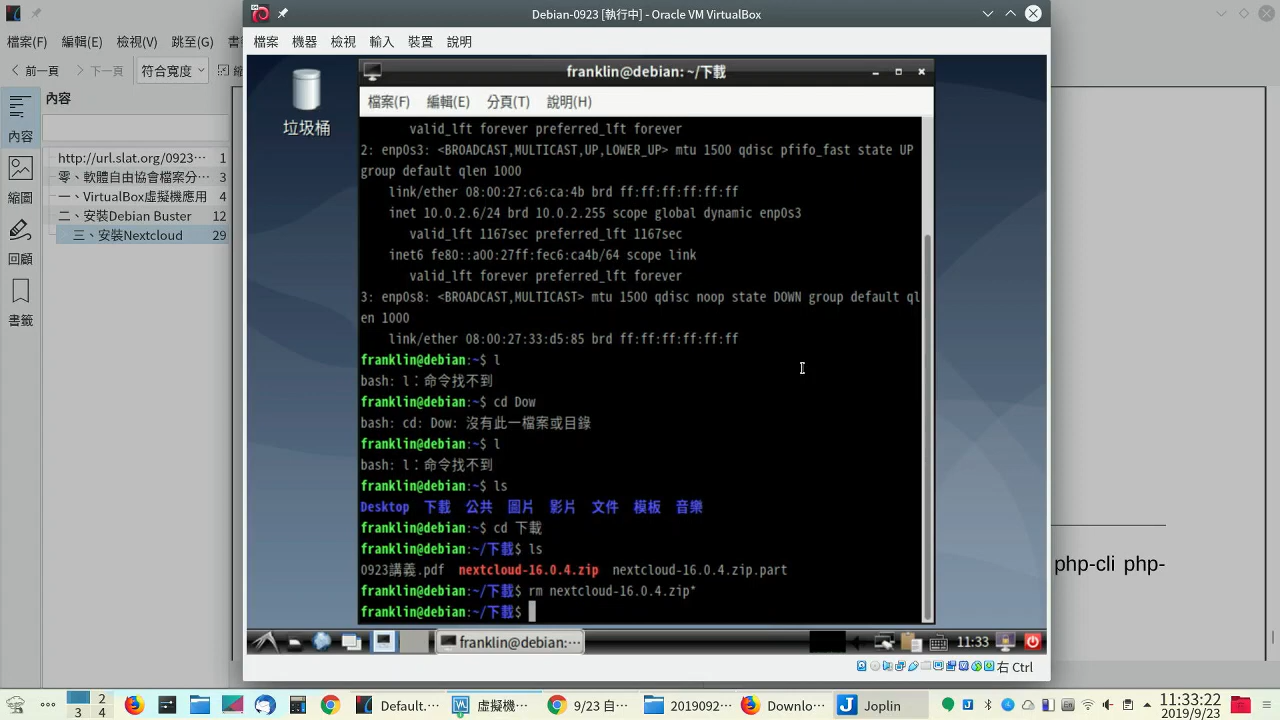 Debian-0923 [執行中] - Oracle VM VirtualBox
檔案(F) 編輯(E) 檢視(V) 跳至(G)
檔案 機器 檢視 輸入 裝置 說明
前一頁 下一頁 符合寬度
內容
內容
縮圖
回顧
書籤
http://url.slat.org/0923⋯ 1
零、軟體自由協會檔案分⋯ 3
一、VirtualBox虛擬機應用 4
二、安裝Debian Buster 12
三、安裝Nextcloud 29
垃圾桶
franklin@debian: ~/下載
檔案(F) 編輯(E) 分頁(T) 說明(H)
valid_lft forever preferred_lft forever
2: enp0s3: <BROADCAST,MULTICAST,UP,LOWER_UP> mtu 1500 qdisc pfifo_fast state UP
group default qlen 1000
link/ether 08:00:27:c6:ca:4b brd ff:ff:ff:ff:ff:ff
inet 10.0.2.6/24 brd 10.0.2.255 scope global dynamic enp0s3
valid_lft 1167sec preferred_lft 1167sec
inet6 fe80::a00:27ff:fec6:ca4b/64 scope link
valid_lft forever preferred_lft forever
3: enp0s8: <BROADCAST,MULTICAST> mtu 1500 qdisc noop state DOWN group default ql
en 1000
link/ether 08:00:27:33:d5:85 brd ff:ff:ff:ff:ff:ff
franklin@debian:~$ l
bash: l：命令找不到
franklin@debian:~$ cd Dow
bash: cd: Dow: 沒有此一檔案或目錄
franklin@debian:~$ l
bash: l：命令找不到
franklin@debian:~$ ls
Desktop 下載 公共 圖片 影片 文件 模板 音樂
franklin@debian:~$ cd 下載
franklin@debian:~/下載$ ls
0923講義.pdf nextcloud-16.0.4.zip nextcloud-16.0.4.zip.part
franklin@debian:~/下載$ rm nextcloud-16.0.4.zip*
franklin@debian:~/下載$
php-cli php-
franklin@debian:⋯ 11:33
右 Ctrl
2
3 4
Default⋯ 虛擬機⋯ 9/23 自⋯ 2019092⋯ Downlo⋯ Joplin
11:33:22
2019/9/23